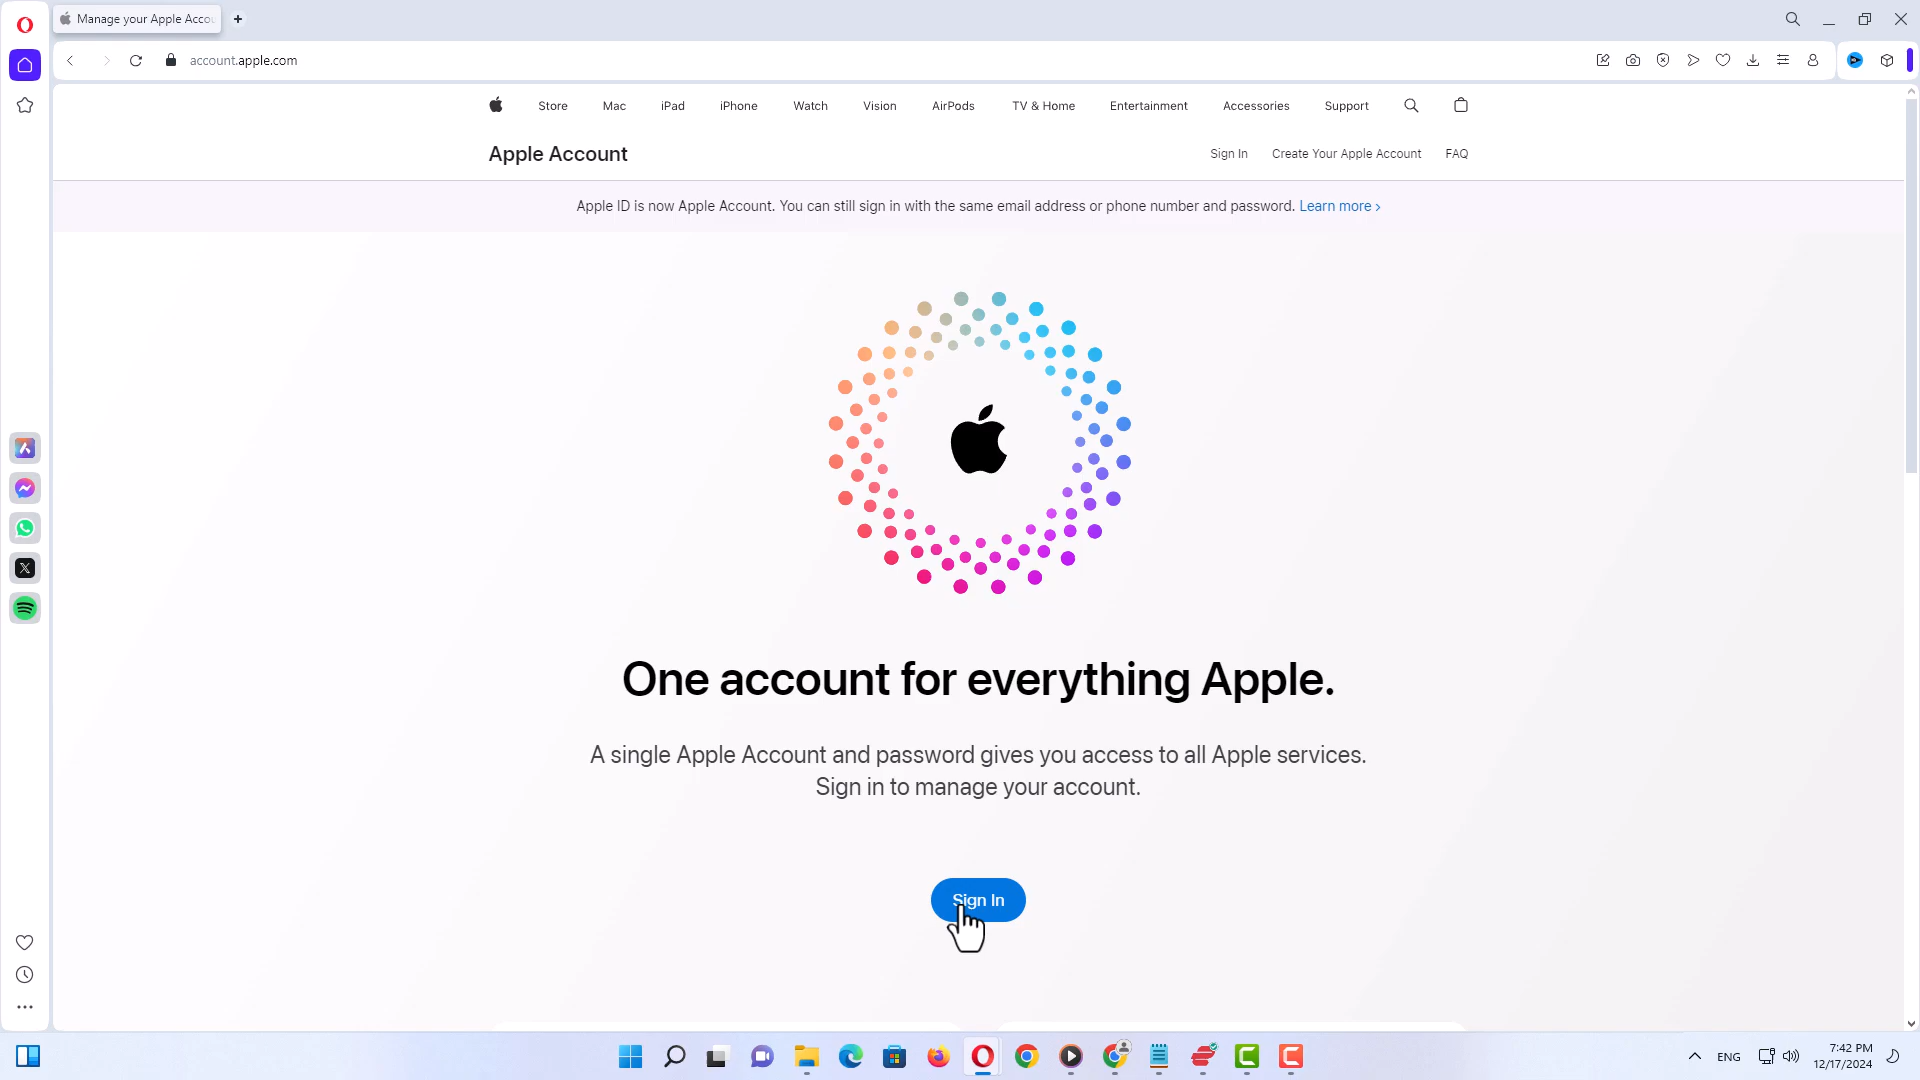 Manage your Apple Accou
account.apple.com
Store Mac iPad iPhone Watch Vision AirPods TV & Home Entertainment Accessories Support
Apple Account
Sign In Create Your Apple Account FAQ
Apple ID is now Apple Account. You can still sign in with the same email address or phone number and password. Learn more >
One account for everything Apple.
A single Apple Account and password gives you access to all Apple services.
Sign in to manage your account.
Sign In
ENG
7:42 PM
12/17/2024